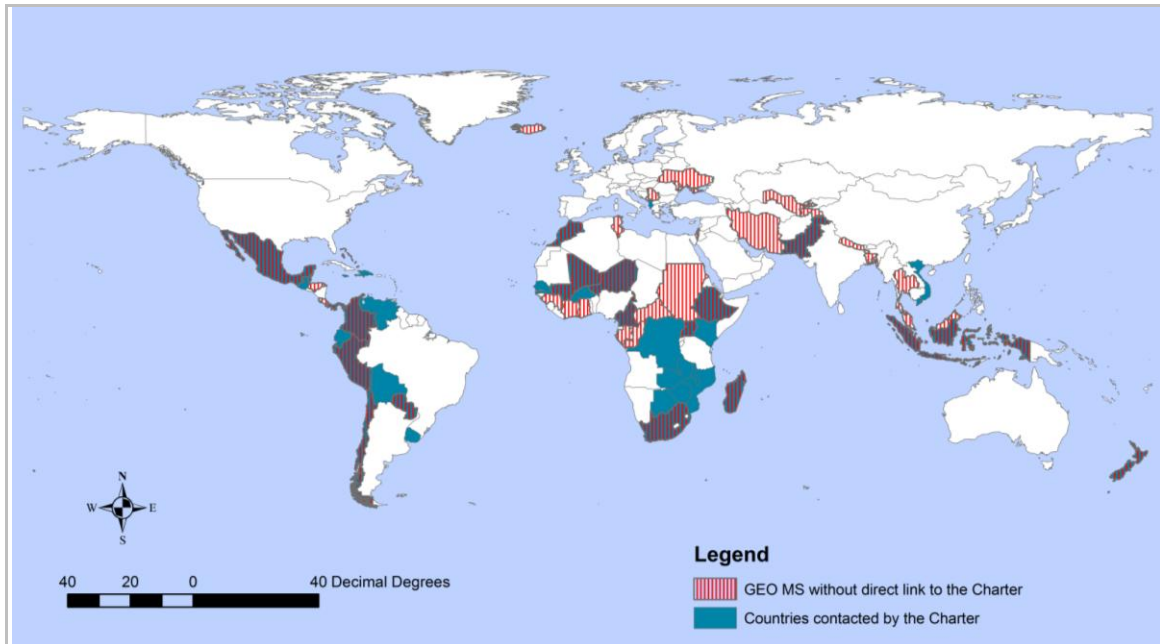 N
W E
S
40 20 0 40 Decimal Degrees
Legend
GEO MS without direct link to the Charter
Countries contacted by the Charter